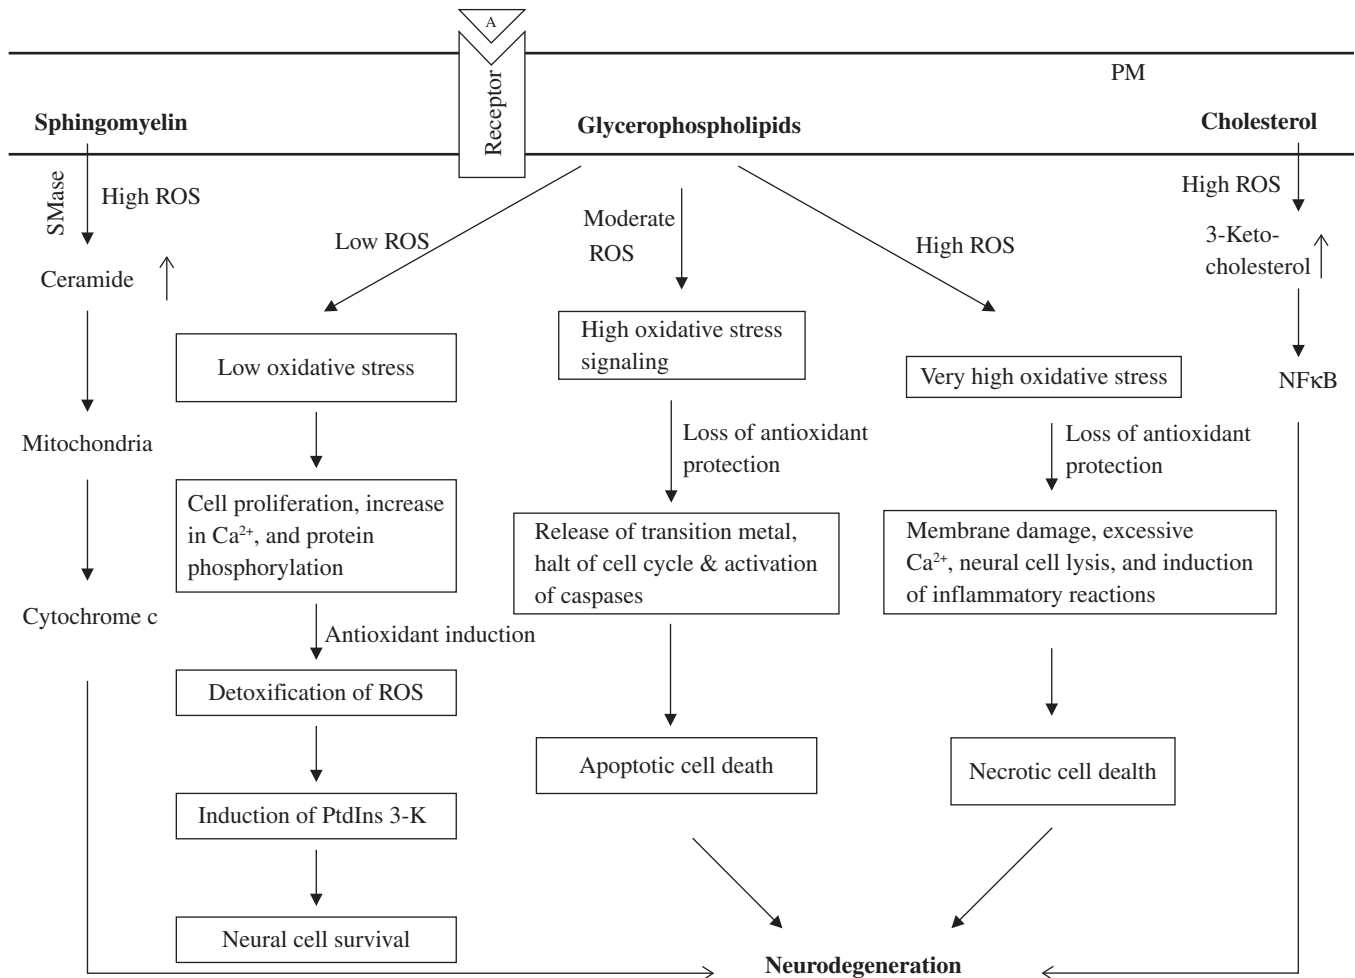 A
PM
Receptor
Sphingomyelin
Glycerophospholipids
Cholesterol
SMase
High ROS
Low ROS
Moderate
ROS
High ROS
High ROS
Ceramide
3-Keto-
cholesterol
Low oxidative stress
High oxidative stress
signaling
Very high oxidative stress
NFκB
Mitochondria
Loss of antioxidant
protection
Loss of antioxidant
protection
Cell proliferation, increase
in Ca²⁺, and protein
phosphorylation
Release of transition metal,
halt of cell cycle & activation
of caspases
Membrane damage, excessive
Ca²⁺, neural cell lysis, and induction
of inflammatory reactions
Cytochrome c
Antioxidant induction
Detoxification of ROS
Apoptotic cell death
Necrotic cell dealth
Induction of PtdIns 3-K
Neural cell survival
Neurodegeneration